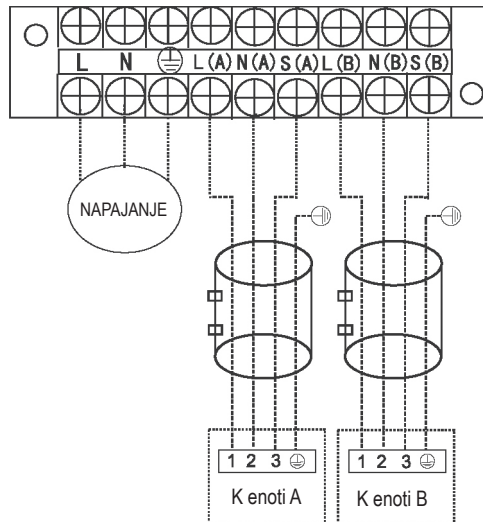 L N ⏚ L(A) N(A) S(A) L(B) N(B) S(B)
NAPAJANJE
1 2 3 ⏚
1 2 3 ⏚
K enoti A
K enoti B